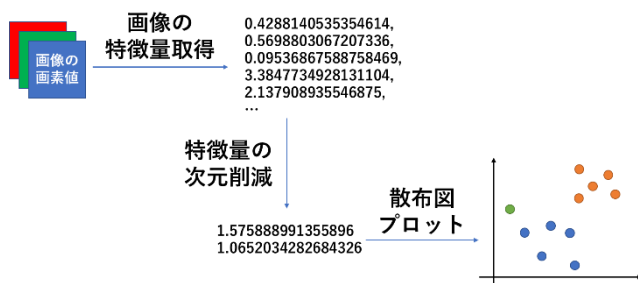 画像の
画素値
画像の
特徴量取得
0.4288140535354614,
0.5698803067207336,
0.09536867588758469,
3.3847734928131104,
2.137908935546875,
…
特徴量の
次元削減
1.575888991355896
1.0652034282684326
散布図
プロット